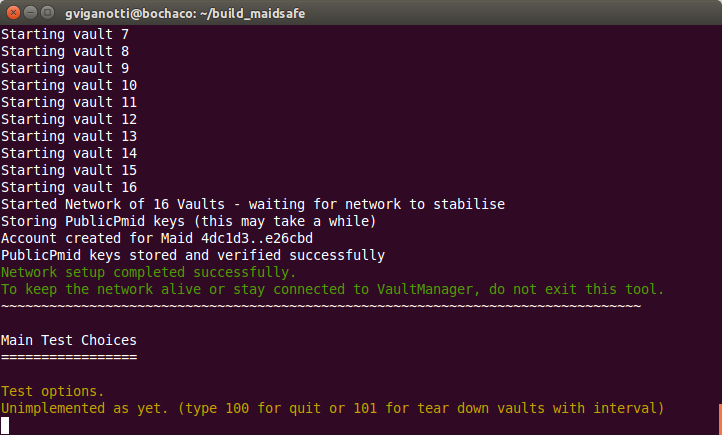 gviganotti@bochaco: ~/build_maidsafe
Starting vault 7
Starting vault 8
Starting vault 9
Starting vault 10
Starting vault 11
Starting vault 12
Starting vault 13
Starting vault 14
Starting vault 15
Starting vault 16
Started Network of 16 Vaults - waiting for network to stabilise
Storing PublicPmid keys (this may take a while)
Account created for Maid 4dc1d3..e26cbd
PublicPmid keys stored and verified successfully
Network setup completed successfully.
To keep the network alive or stay connected to VaultManager, do not exit this tool.
~~~~~~~~~~~~~~~~~~~~~~~~~~~~~~~~~~~~~~~~~~~~~~~~~~~~~~~~~~~~~~~~~~~~~~~~~~~~~~~~
Main Test Choices
=================
Test options.
Unimplemented as yet. (type 100 for quit or 101 for tear down vaults with interval)